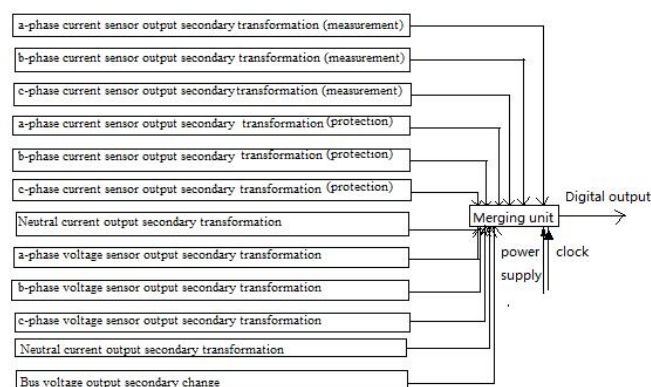 a-phase current sensor output secondary transformation (measurement)
b-phase current sensor output secondary transformation (measurement)
c-phase current sensor output secondary transformation (measurement)
a-phase current sensor output secondary transformation (protection)
b-phase current sensor output secondary transformation (protection)
c-phase current sensor output secondary transformation (protection)
Neutral current output secondary transformation
a-phase voltage sensor output secondary transformation
b-phase voltage sensor output secondary transformation
c-phase voltage sensor output secondary transformation
Neutral current output secondary transformation
Bus voltage output secondary change
Merging unit
Digital output
power
supply
clock